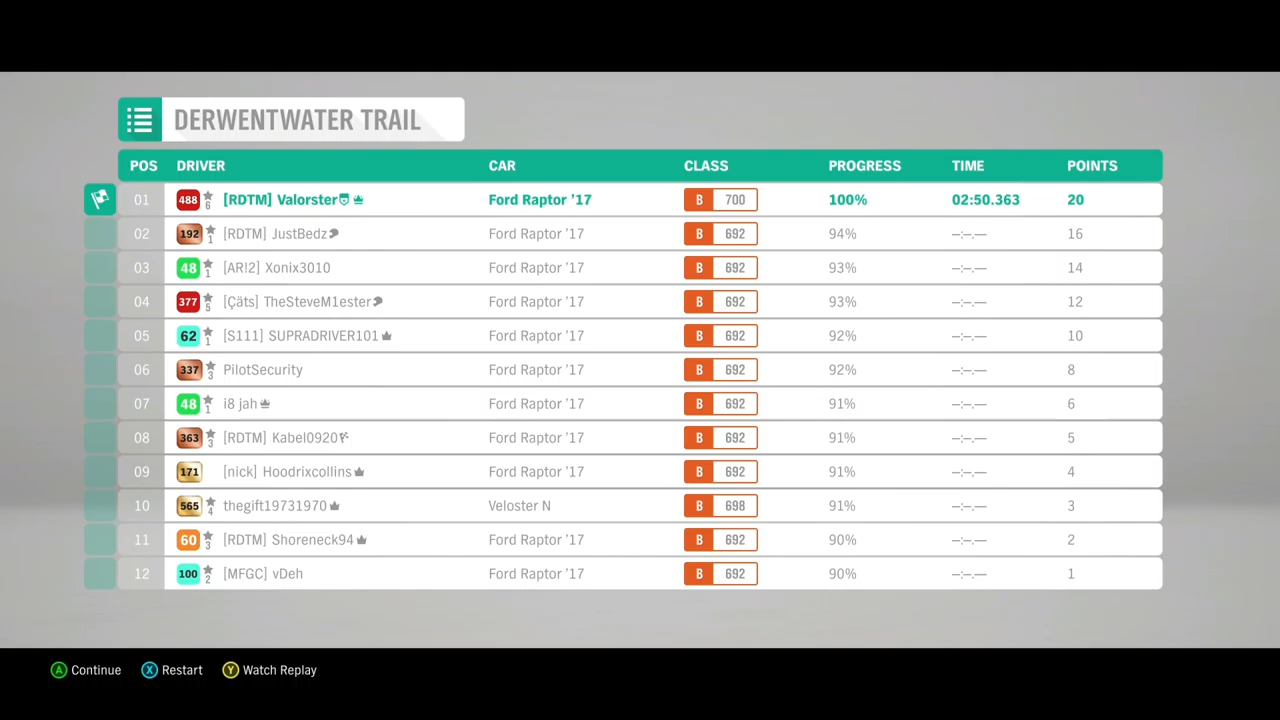 DERWENTWATER TRAIL
POS DRIVER CAR CLASS PROGRESS TIME POINTS
01 488 6 [RDTM] Valorster Ford Raptor '17 B 700 100% 02:50.363 20
02 192 1 [RDTM] JustBedz Ford Raptor '17 B 692 94% --:--.--- 16
03 48 1 [AR!2] Xonix3010 Ford Raptor '17 B 692 93% --:--.--- 14
04 377 5 [Çäts] TheSteveM1ester Ford Raptor '17 B 692 93% --:--.--- 12
05 62 1 [S111] SUPRADRIVER101 Ford Raptor '17 B 692 92% --:--.--- 10
06 337 3 PilotSecurity Ford Raptor '17 B 692 92% --:--.--- 8
07 48 1 i8 jah Ford Raptor '17 B 692 91% --:--.--- 6
08 363 3 [RDTM] Kabel0920 Ford Raptor '17 B 692 91% --:--.--- 5
09 171 [nick] Hoodrixcollins Ford Raptor '17 B 692 91% --:--.--- 4
10 565 4 thegift19731970 Veloster N B 698 91% --:--.--- 3
11 60 3 [RDTM] Shoreneck94 Ford Raptor '17 B 692 90% --:--.--- 2
12 100 2 [MFGC] vDeh Ford Raptor '17 B 692 90% --:--.--- 1
A Continue X Restart Y Watch Replay